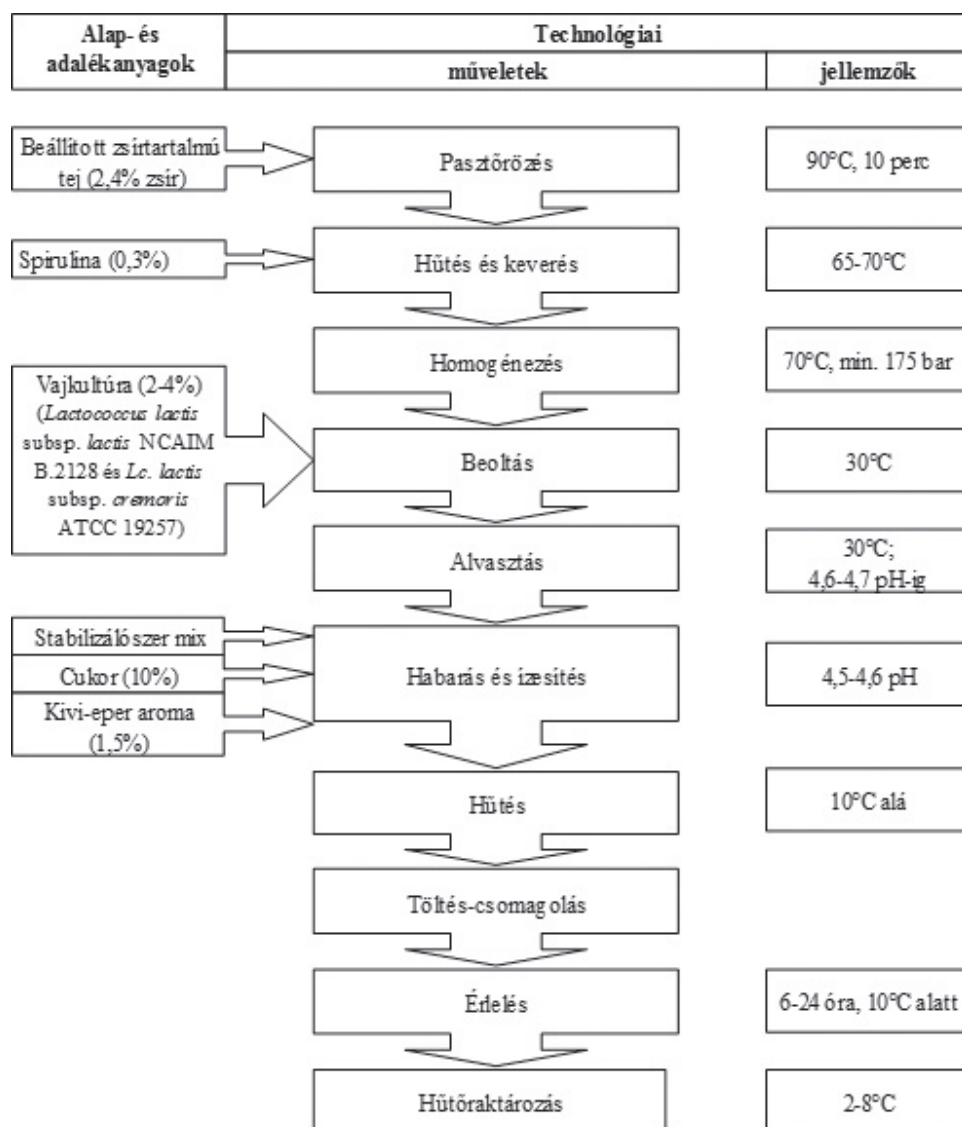 Alap- és
adalékanyagok
Technológiai
műveletek
jellemzők
Beállított zsírtartalmú
tej (2,4% zsír)
Pasztőrözés
90°C, 10 perc
Spirulina (0,3%)
Hűtés és keverés
65-70°C
Homogénezés
70°C, min. 175 bar
Vajkultúra (2-4%)
(Lactococcus lactis
subsp. lactis NCAIM
B.2128 és Lc. lactis
subsp. cremoris
ATCC 19257)
Beoltás
30°C
Alvasztás
30°C;
4,6-4,7 pH-ig
Stabilizálószer mix
Cukor (10%)
Kivi-eper aroma
(1,5%)
Habarás és ízesítés
4,5-4,6 pH
Hűtés
10°C alá
Töltés-csomagolás
Érlelés
6-24 óra, 10°C alatt
Hűtőraktározás
2-8°C